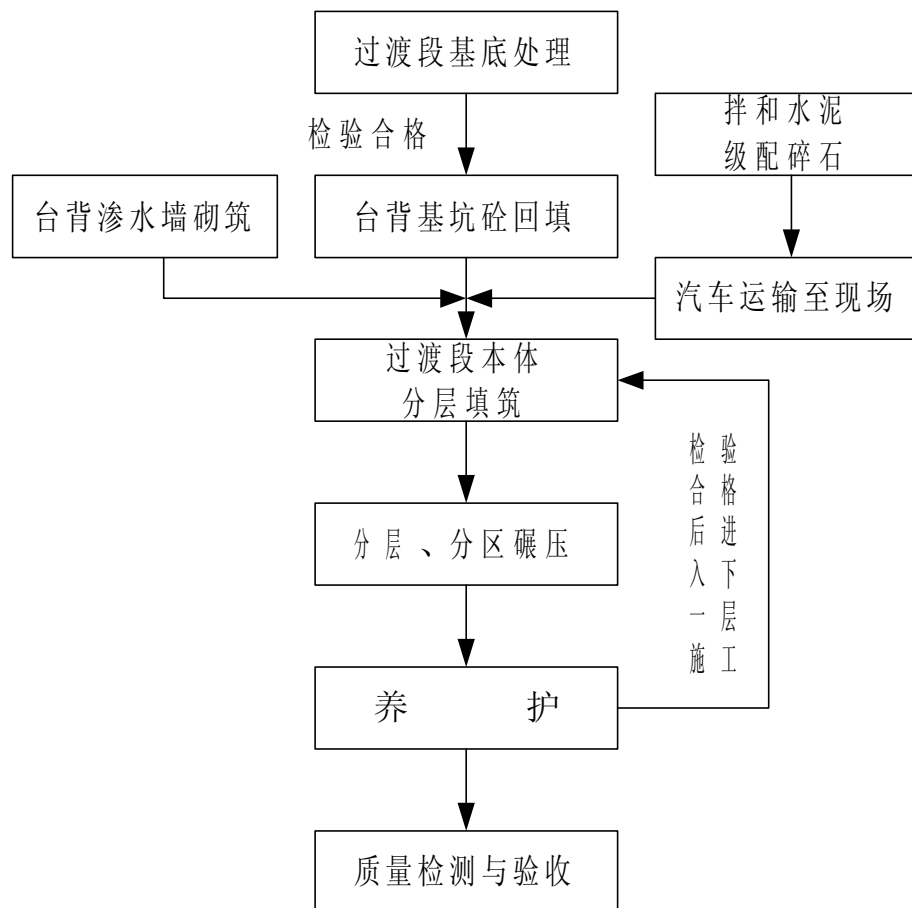 过渡段基底处理
检验合格
拌和水泥
级配碎石
台背渗水墙砌筑
台背基坑砼回填
汽车运输至现场
过渡段本体
分层填筑
检验
合格
后进
入下
一层
施工
分层、分区碾压
养 护
质量检测与验收